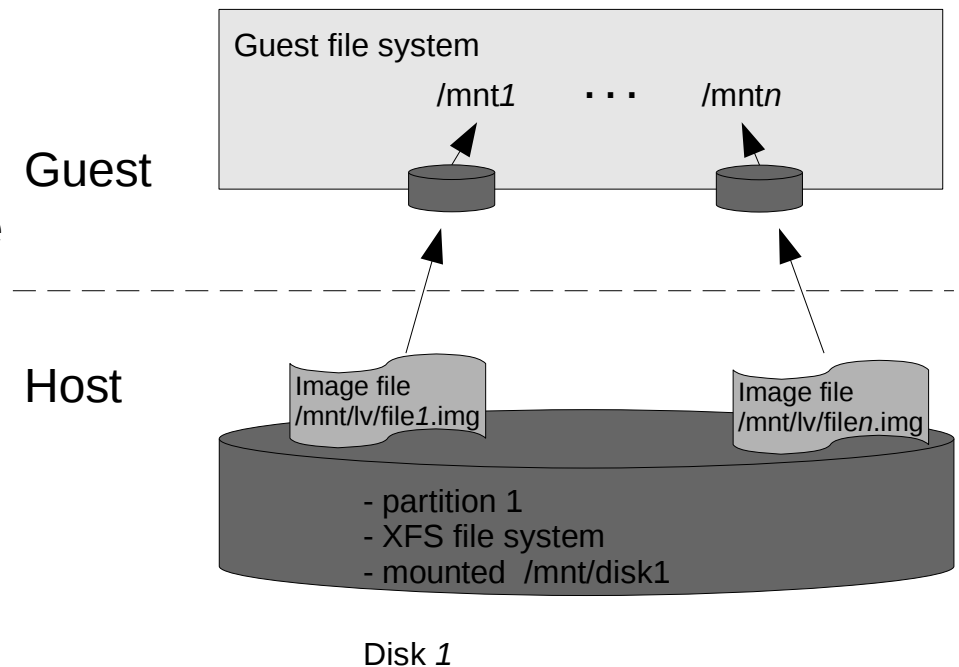 Guest file system
/mnt1 . . . /mntn
Guest
Host
Image file
/mnt/lv/file1.img
Image file
/mnt/lv/filen.img
- partition 1
- XFS file system
- mounted /mnt/disk1
Disk 1